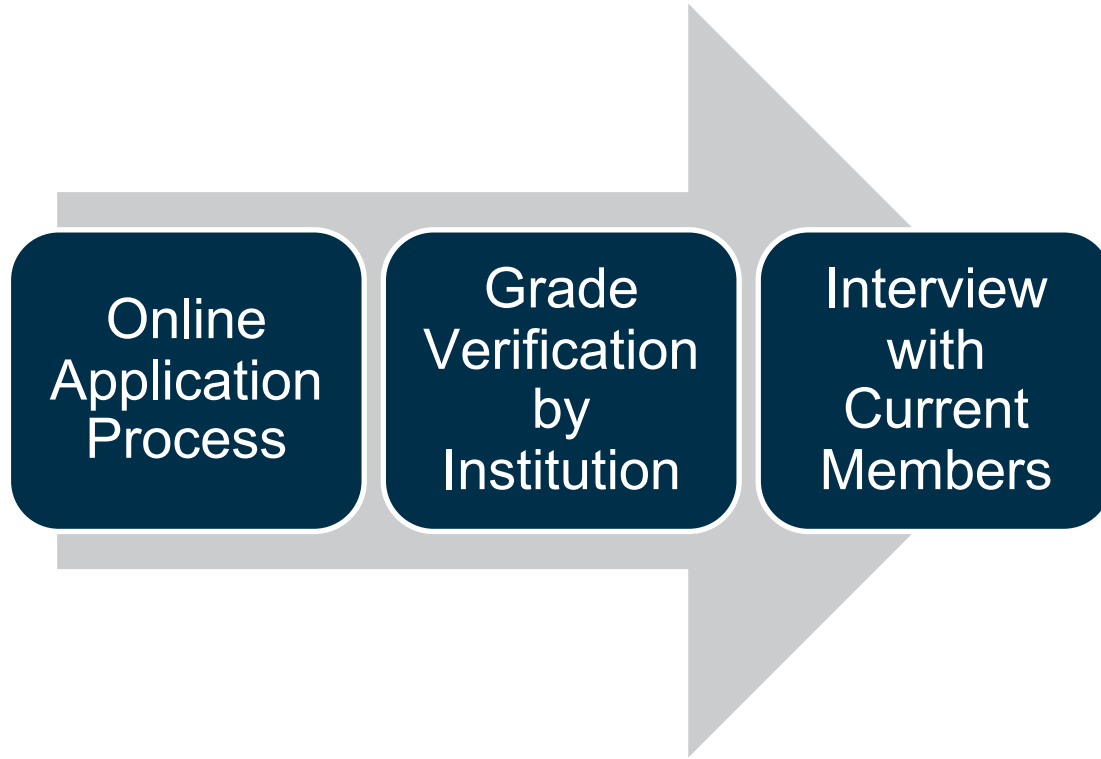 Online
Application
Process
Grade
Verification
by
Institution
Interview
with
Current
Members